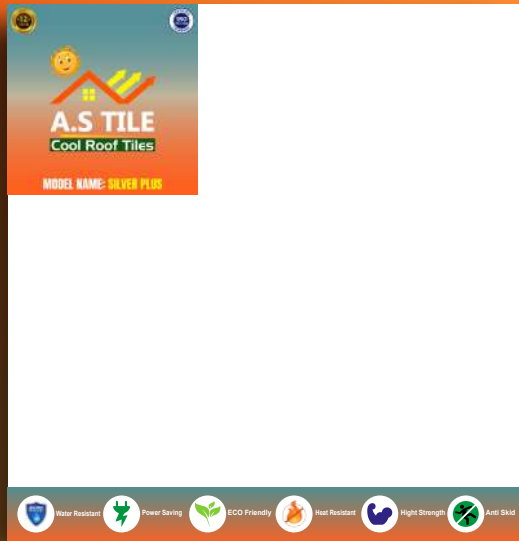 A.S TILE
Cool Roof Tiles
MODEL NAME: SILVER PLUS
Water Resistant
Power Saving
ECO Friendly
Heat Resistant
Hight Strength
Anti Skid